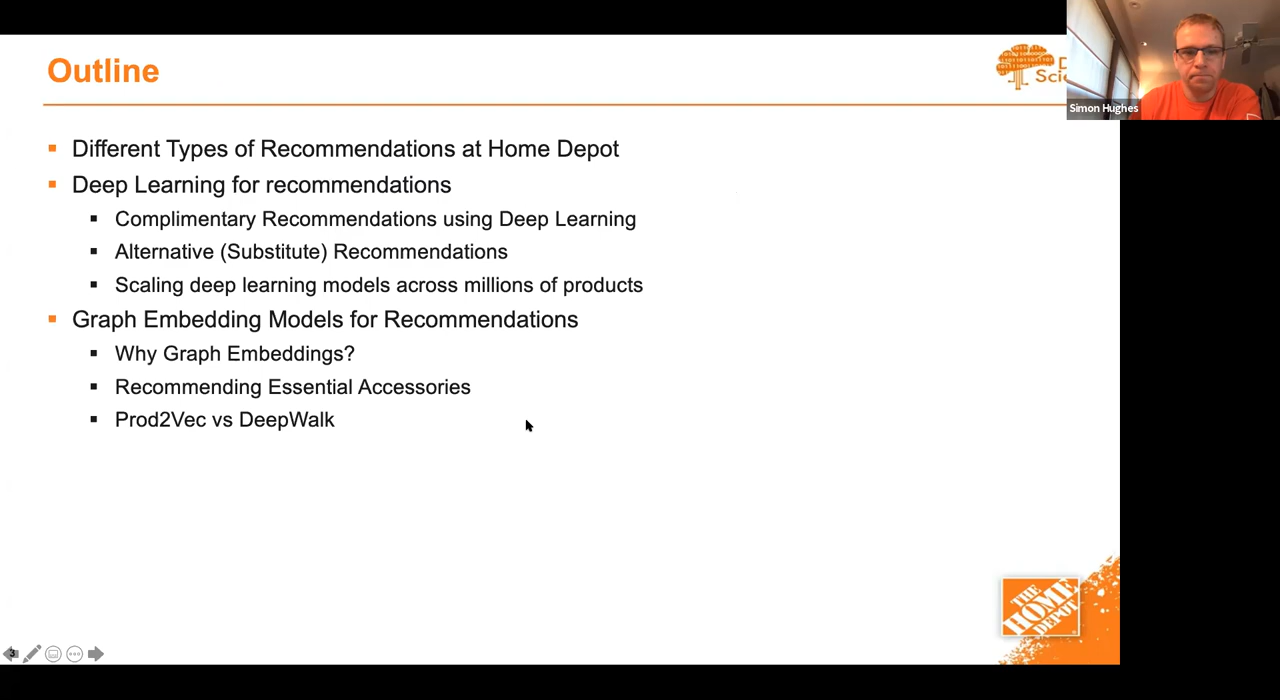 Outline
Simon Hughes
Different Types of Recommendations at Home Depot
Deep Learning for recommendations
Complimentary Recommendations using Deep Learning
Alternative (Substitute) Recommendations
Scaling deep learning models across millions of products
Graph Embedding Models for Recommendations
Why Graph Embeddings?
Recommending Essential Accessories
Prod2Vec vs DeepWalk
THE
HOME
DEPOT
3